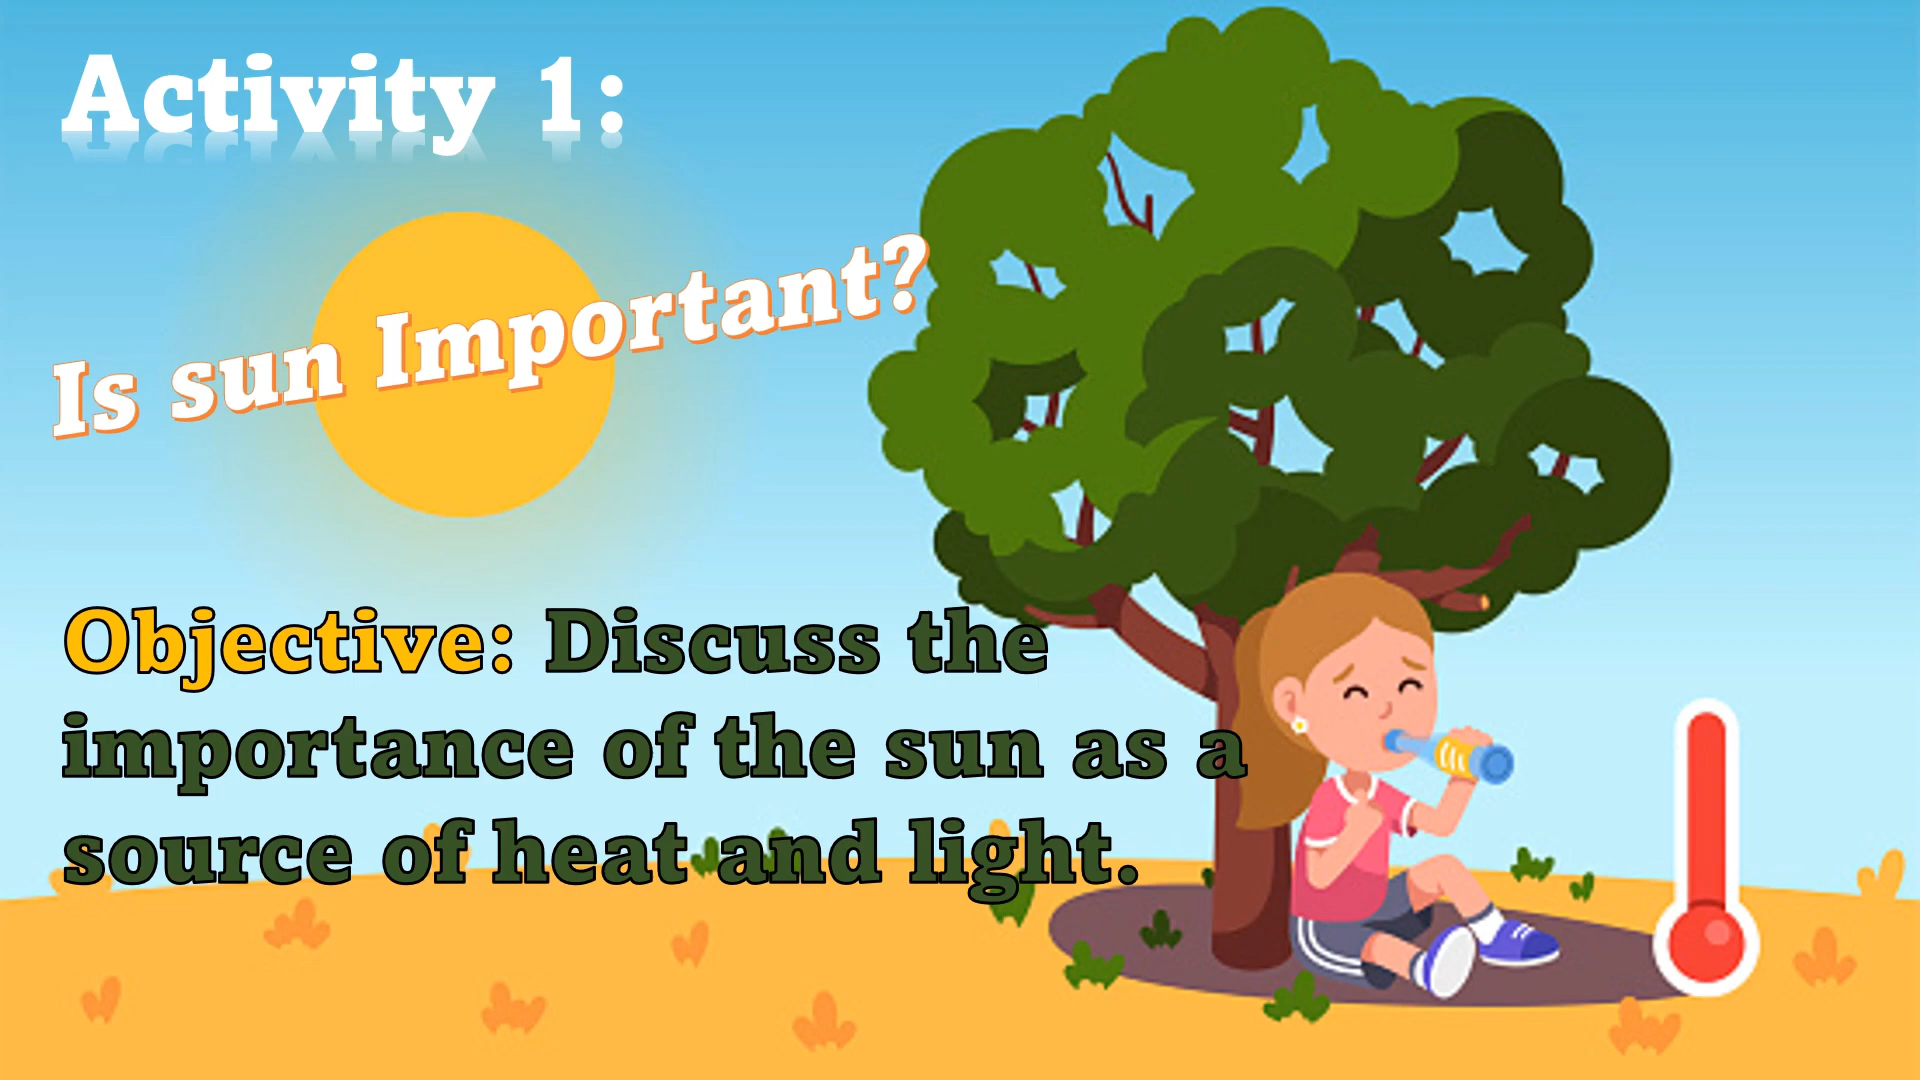 Activity 1:
Is sun Important?
Objective: Discuss the
importance of the sun as a
source of heat and light.